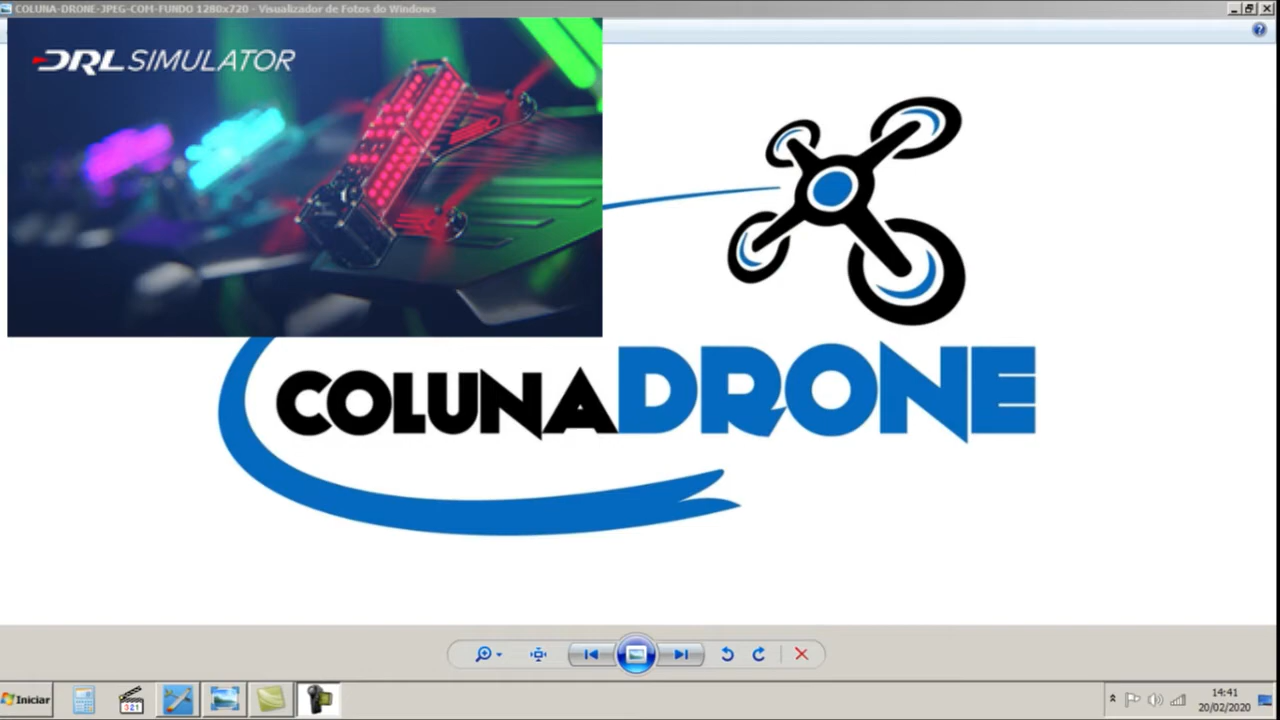 COLUNA-DRONE-JPEG-COM-FUNDO 1280x720 - Visualizador de Fotos do Windows
DRL SIMULATOR
COLUNADRONE
Iniciar
321
14:41
20/02/2020